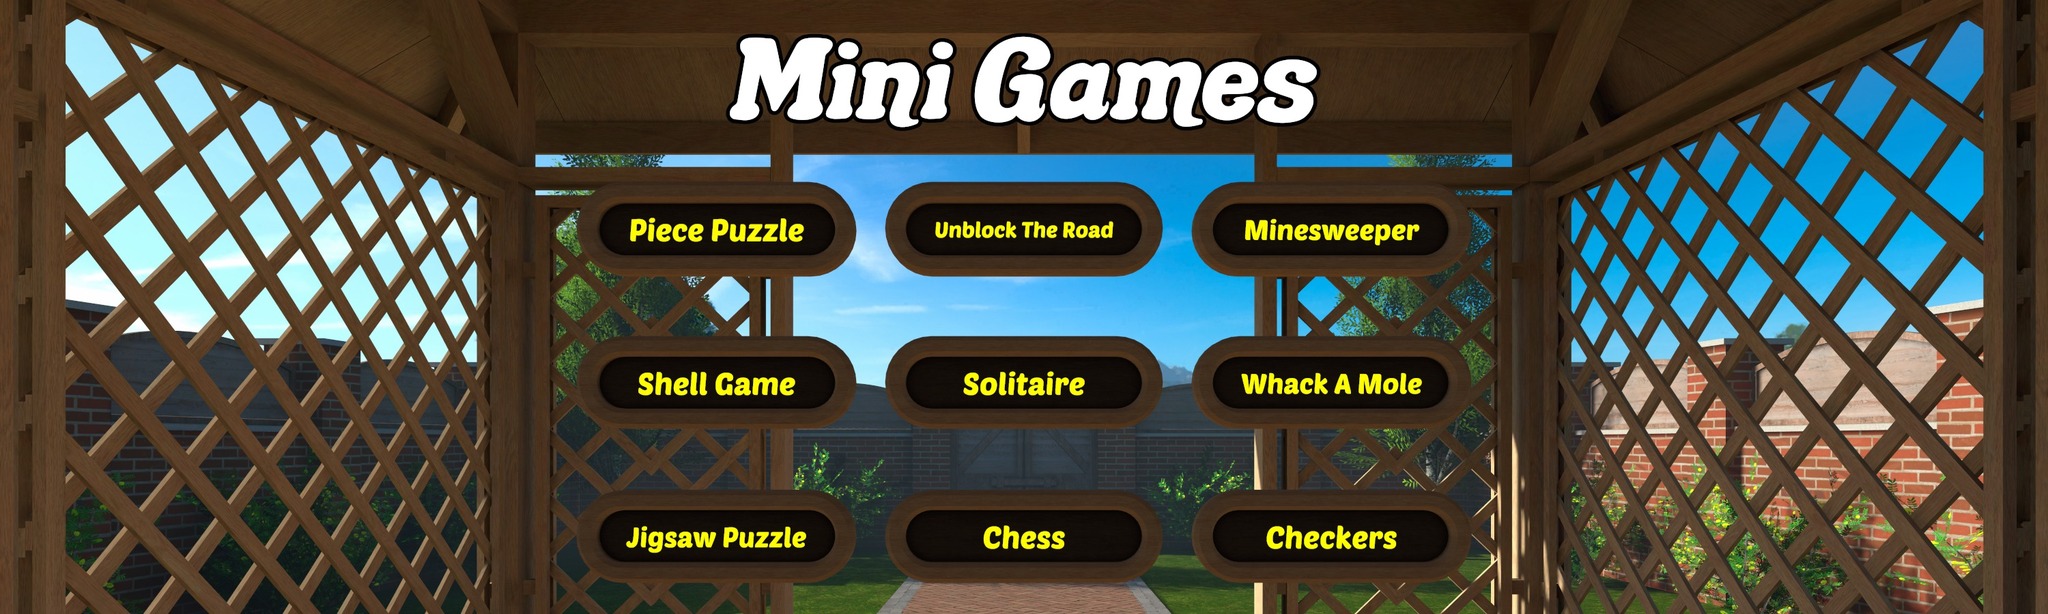 Mini Games
Piece Puzzle
Unblock The Road
Minesweeper
Shell Game
Solitaire
Whack A Mole
Jigsaw Puzzle
Chess
Checkers